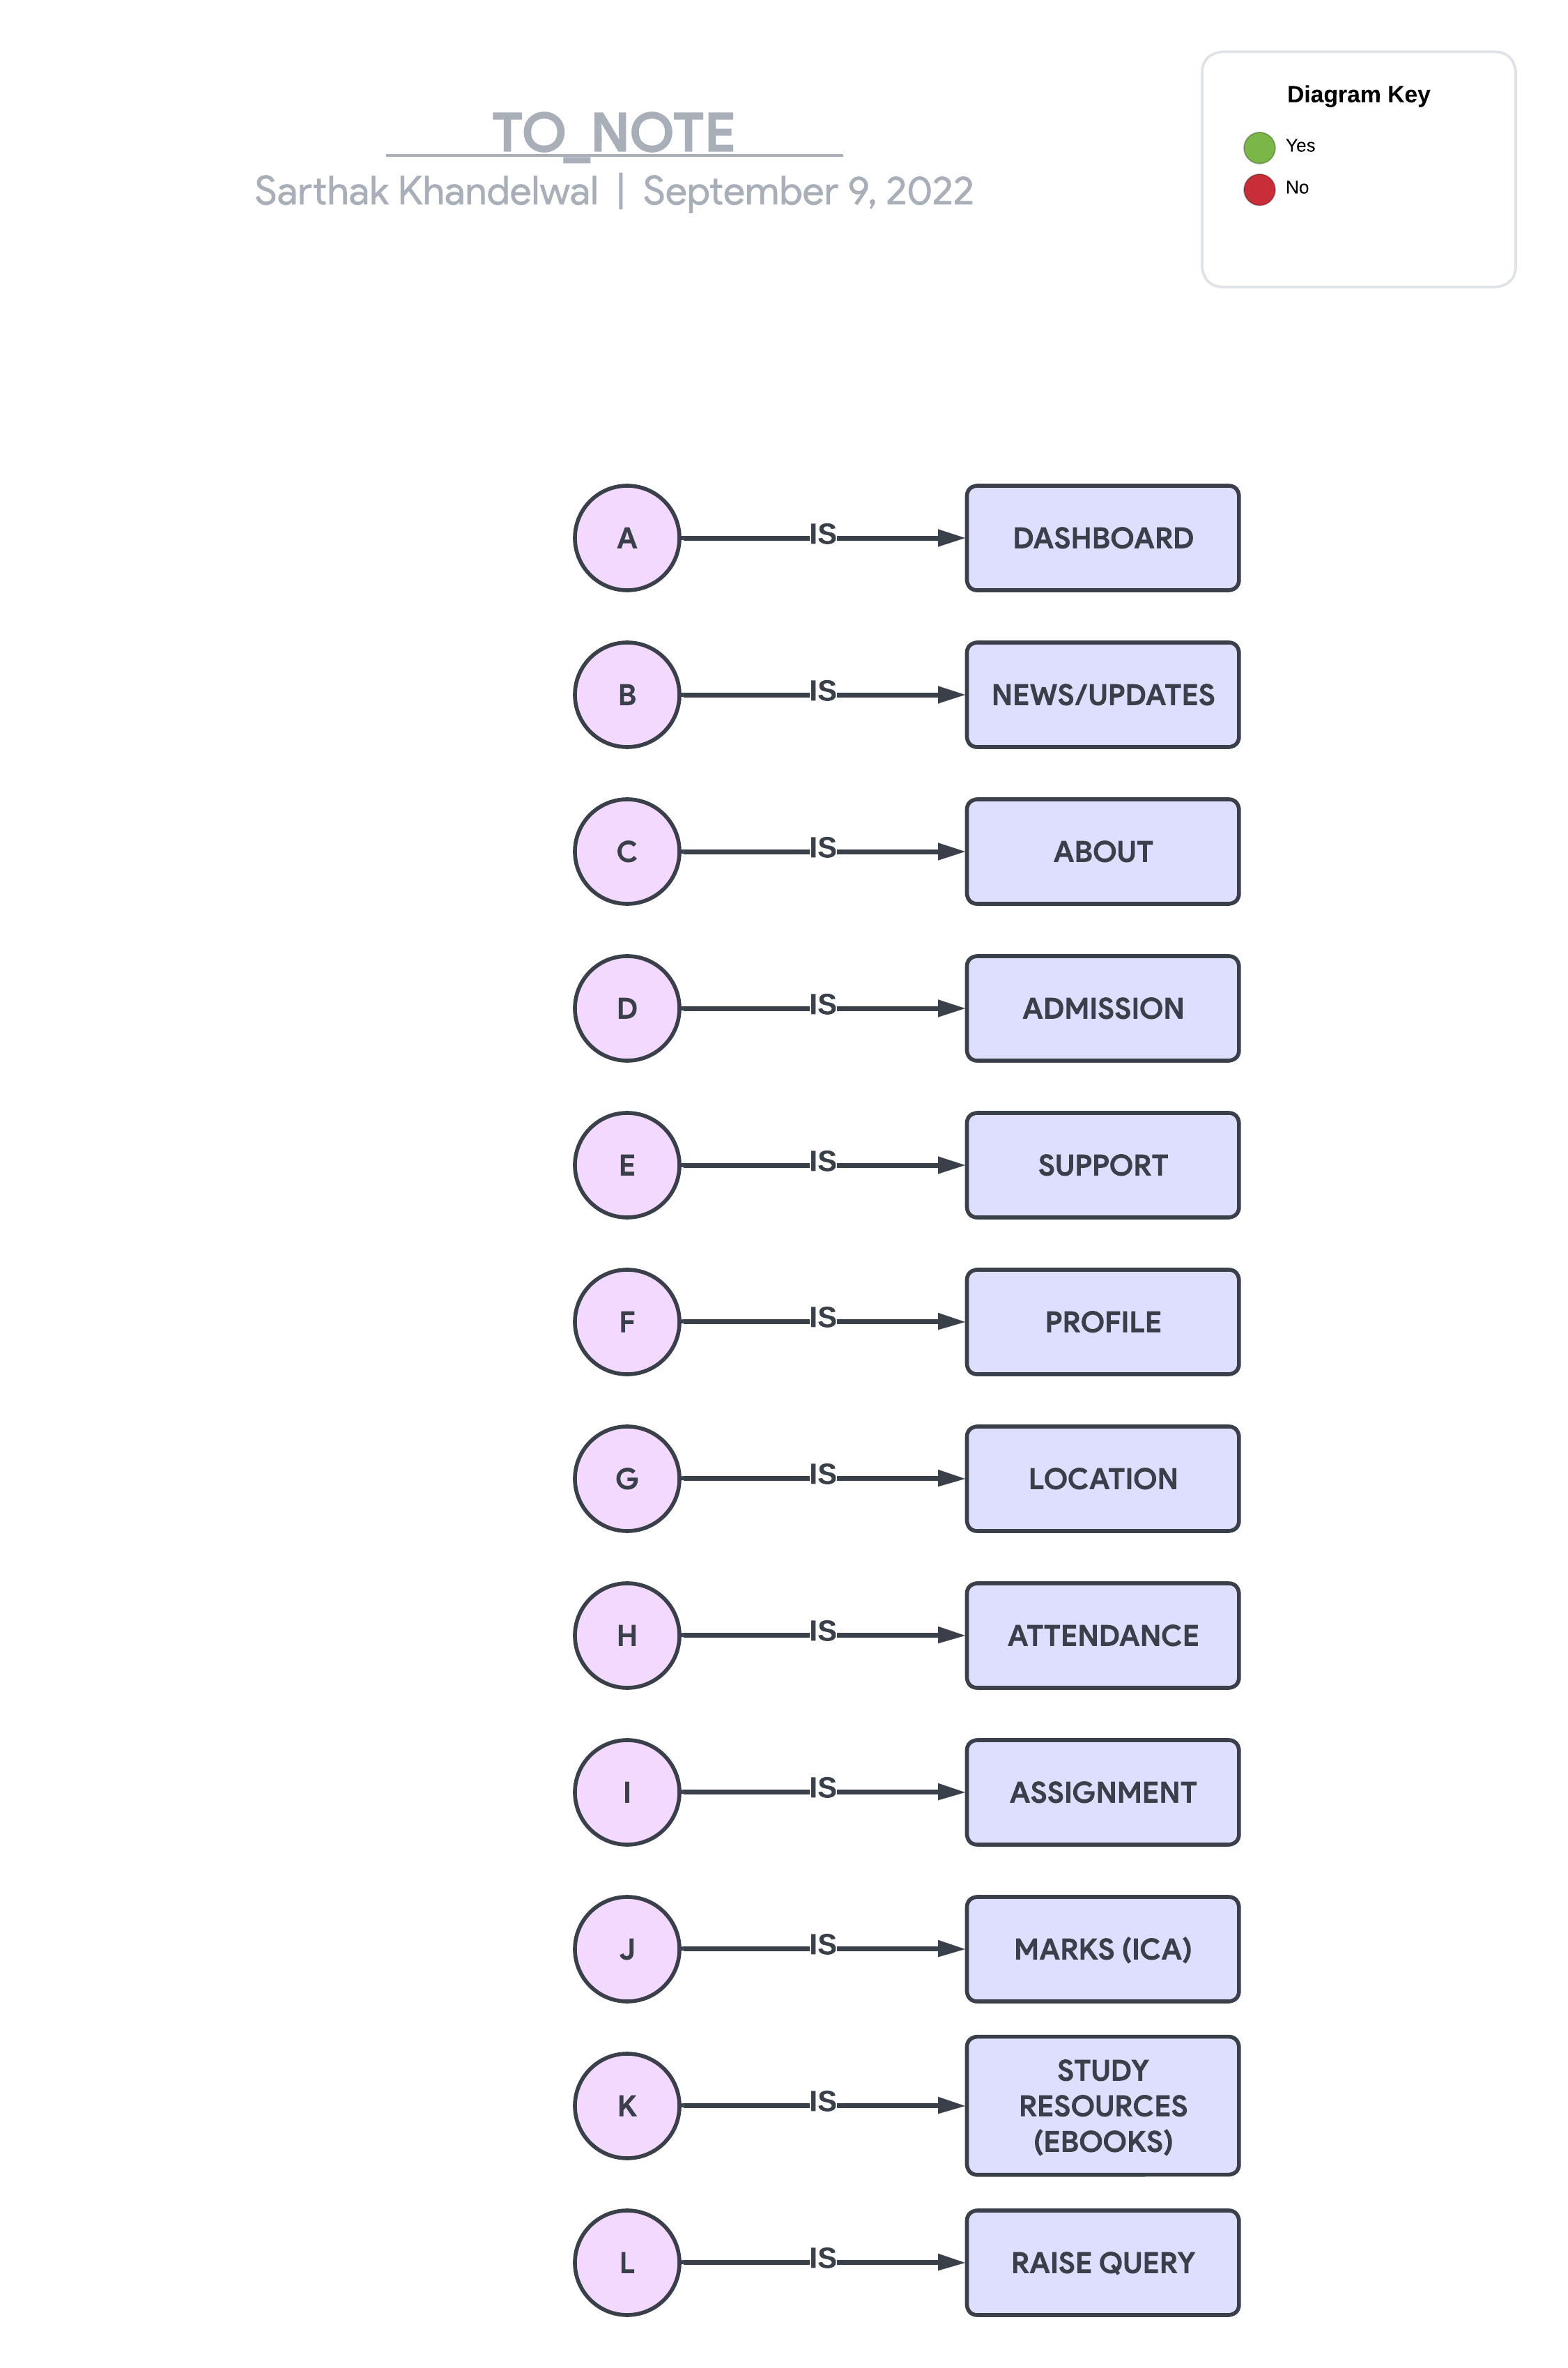 TO_NOTE
Sarthak Khandelwal | September 9, 2022
Diagram Key
Yes
No
A IS DASHBOARD
B IS NEWS/UPDATES
C IS ABOUT
D IS ADMISSION
E IS SUPPORT
F IS PROFILE
G IS LOCATION
H IS ATTENDANCE
I IS ASSIGNMENT
J IS MARKS (ICA)
K IS STUDY
RESOURCES
(EBOOKS)
L IS RAISE QUERY